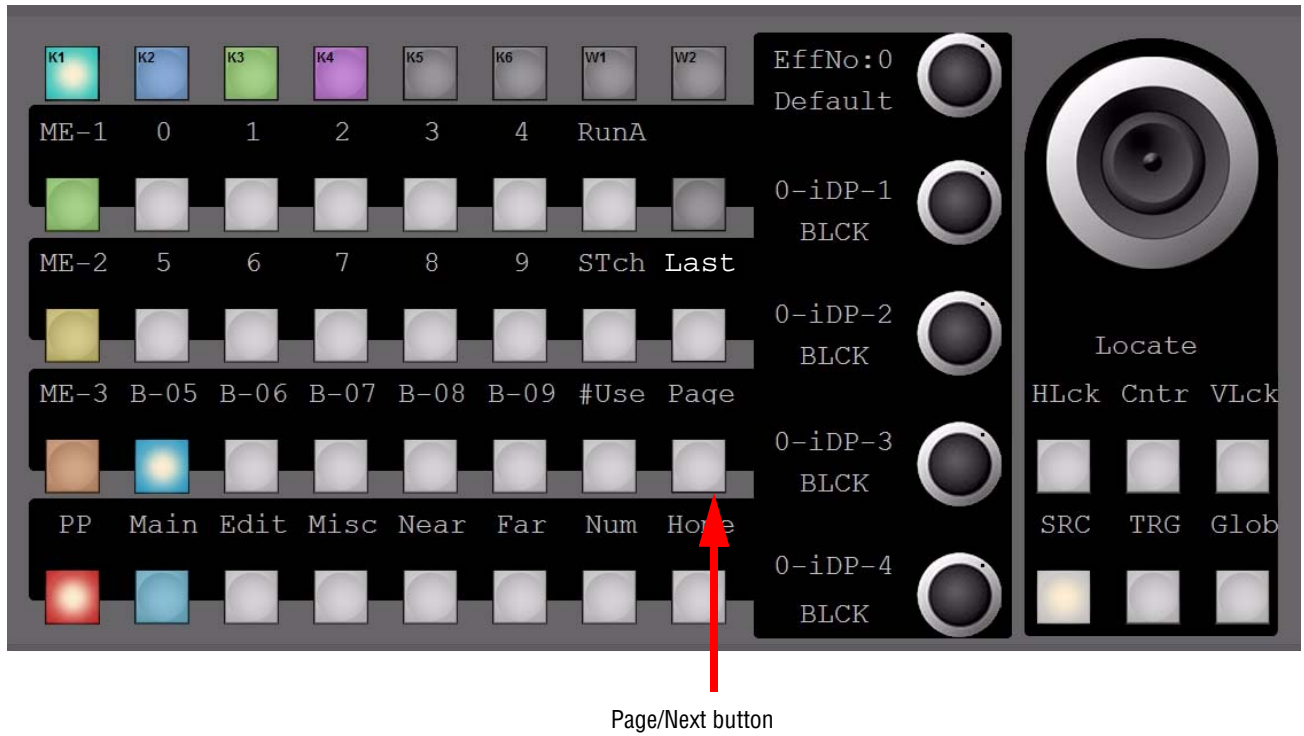 K1 K2 K3 K4 K5 K6 W1 W2
ME-1 0 1 2 3 4 RunA
ME-2 5 6 7 8 9 STch Last
ME-3 B-05 B-06 B-07 B-08 B-09 #Use Page
PP Main Edit Misc Near Far Num Home
EffNo:0
Default
0-iDP-1
BLCK
0-iDP-2
BLCK
0-iDP-3
BLCK
0-iDP-4
BLCK
Locate
HLck Cntr VLck
SRC TRG Glob
Page/Next button